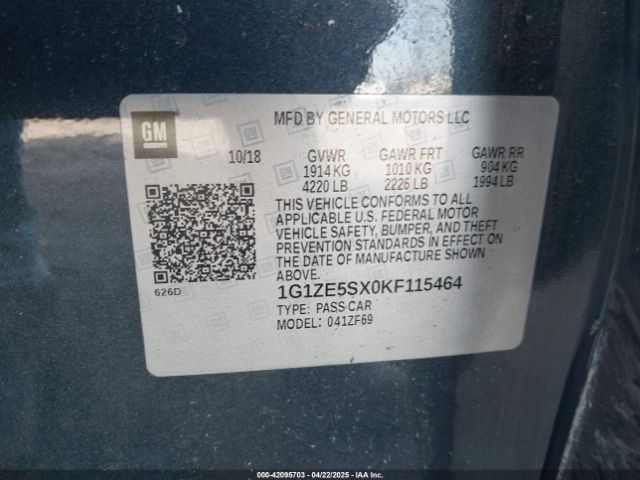 GM
MFD BY GENERAL MOTORS LLC
10/18 GVWR GAWR FRT GAWR RR
1914 KG 1010 KG 904 KG
4220 LB 2226 LB 1994 LB
THIS VEHICLE CONFORMS TO ALL
APPLICABLE U.S. FEDERAL MOTOR
VEHICLE SAFETY, BUMPER, AND THEFT
PREVENTION STANDARDS IN EFFECT ON
THE DATE OF MANUFACTURE SHOWN
ABOVE.
626D
1G1ZE5SX0KF115464
TYPE: PASS CAR
MODEL: 041ZF69
000-42095703 - 04/22/2025 - IAAI.COM